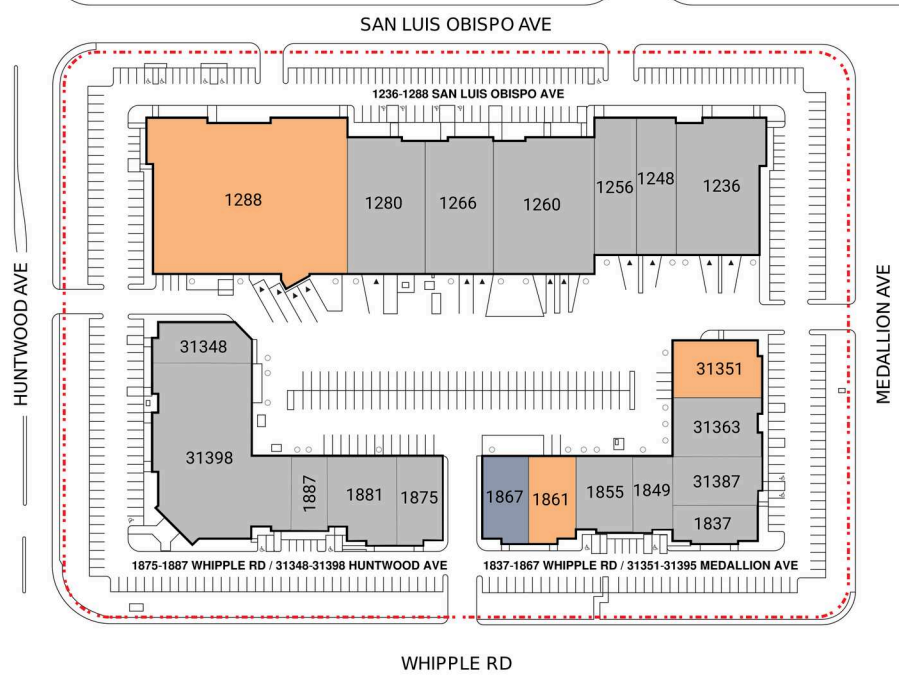 SAN LUIS OBISPO AVE
1236-1288 SAN LUIS OBISPO AVE
1288
1280
1266
1260
1256
1248
1236
HUNTWOOD AVE
MEDALLION AVE
31348
31398
1887
1881
1875
31351
31363
31387
1837
1867
1861
1855
1849
1875-1887 WHIPPLE RD / 31348-31398 HUNTWOOD AVE
1837-1867 WHIPPLE RD / 31351-31395 MEDALLION AVE
WHIPPLE RD